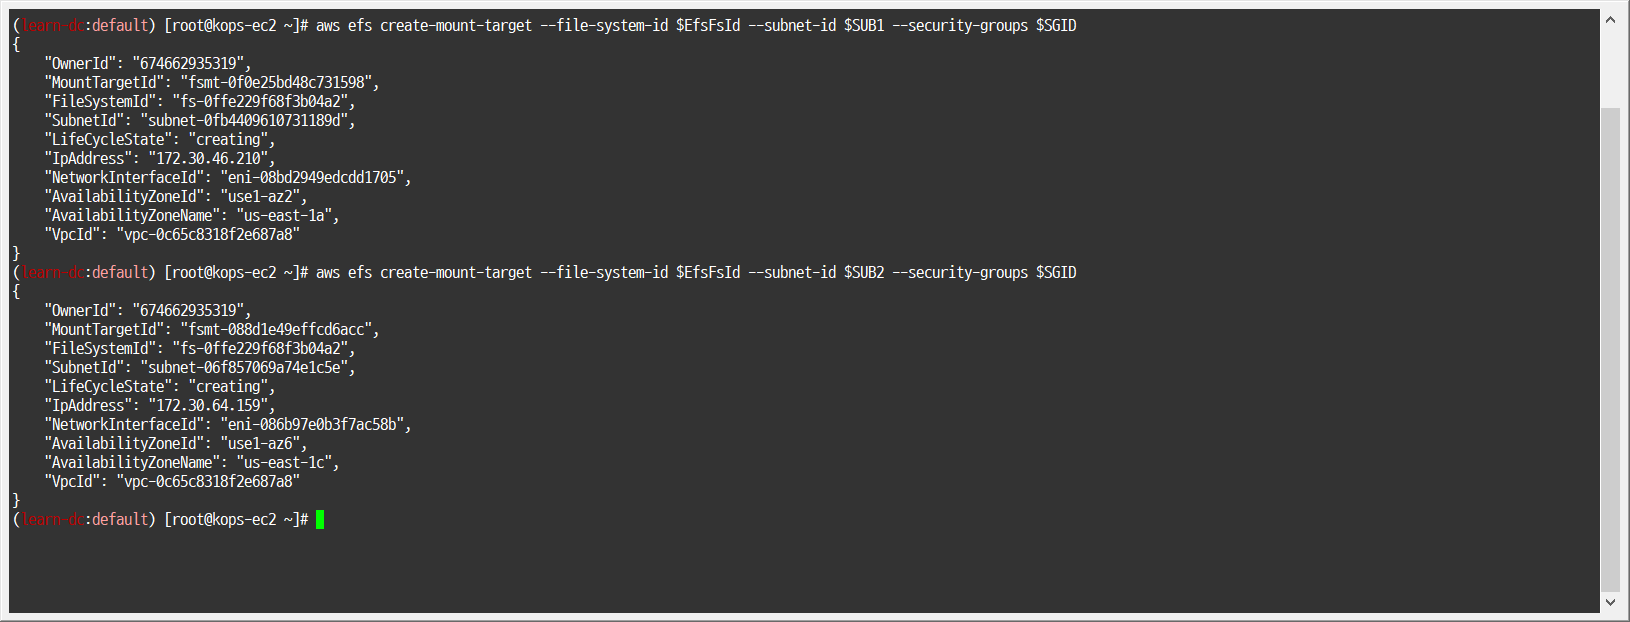 (learn-dc:default) [root@kops-ec2 ~]# aws efs create-mount-target --file-system-id $EfsFsId --subnet-id $SUB1 --security-groups $SGID
{
    "OwnerId": "674662935319",
    "MountTargetId": "fsmt-0f0e25bd48c731598",
    "FileSystemId": "fs-0ffe229f68f3b04a2",
    "SubnetId": "subnet-0fb4409610731189d",
    "LifeCycleState": "creating",
    "IpAddress": "172.30.46.210",
    "NetworkInterfaceId": "eni-08bd2949edcdd1705",
    "AvailabilityZoneId": "use1-az2",
    "AvailabilityZoneName": "us-east-1a",
    "VpcId": "vpc-0c65c8318f2e687a8"
}
(learn-dc:default) [root@kops-ec2 ~]# aws efs create-mount-target --file-system-id $EfsFsId --subnet-id $SUB2 --security-groups $SGID
{
    "OwnerId": "674662935319",
    "MountTargetId": "fsmt-088d1e49effcd6acc",
    "FileSystemId": "fs-0ffe229f68f3b04a2",
    "SubnetId": "subnet-06f857069a74e1c5e",
    "LifeCycleState": "creating",
    "IpAddress": "172.30.64.159",
    "NetworkInterfaceId": "eni-086b97e0b3f7ac58b",
    "AvailabilityZoneId": "use1-az6",
    "AvailabilityZoneName": "us-east-1c",
    "VpcId": "vpc-0c65c8318f2e687a8"
}
(learn-dc:default) [root@kops-ec2 ~]#